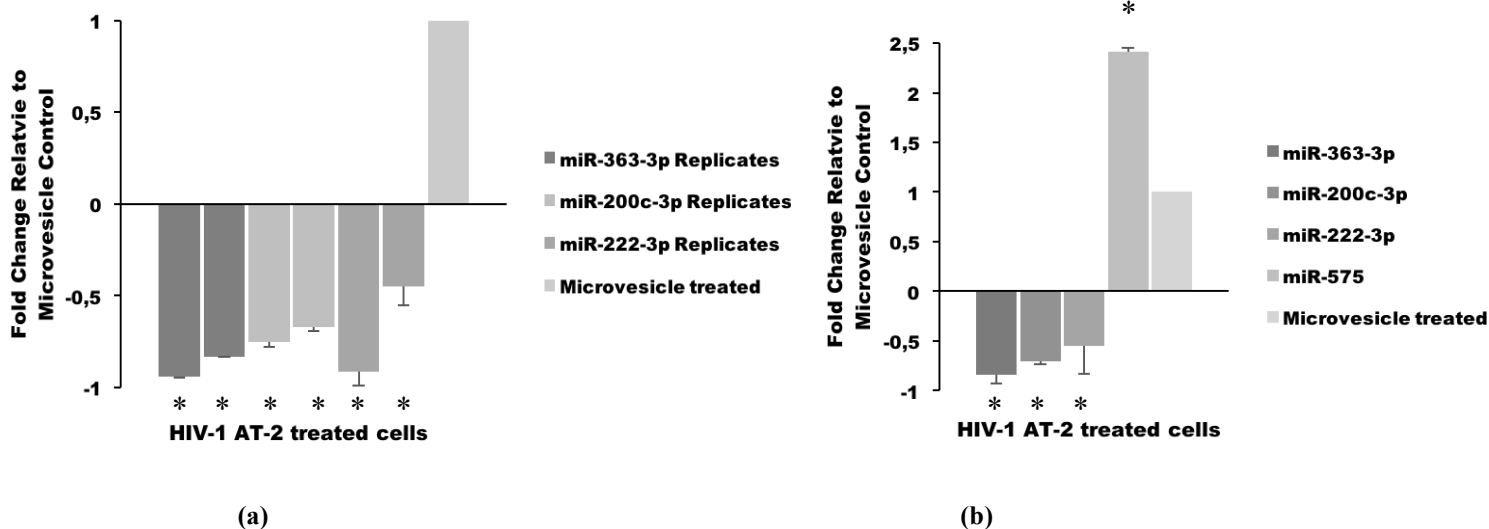 Fold Change Relatvie to
Microvesicle Control
1
0,5
0
-0,5
-1
* * * * * *
HIV-1 AT-2 treated cells
miR-363-3p Replicates
miR-200c-3p Replicates
miR-222-3p Replicates
Microvesicle treated
(a)
Fold Change Relatvie to
Microvesicle Control
*
2,5
2
1,5
1
0,5
0
-0,5
-1
* * *
HIV-1 AT-2 treated cells
miR-363-3p
miR-200c-3p
miR-222-3p
miR-575
Microvesicle treated
(b)